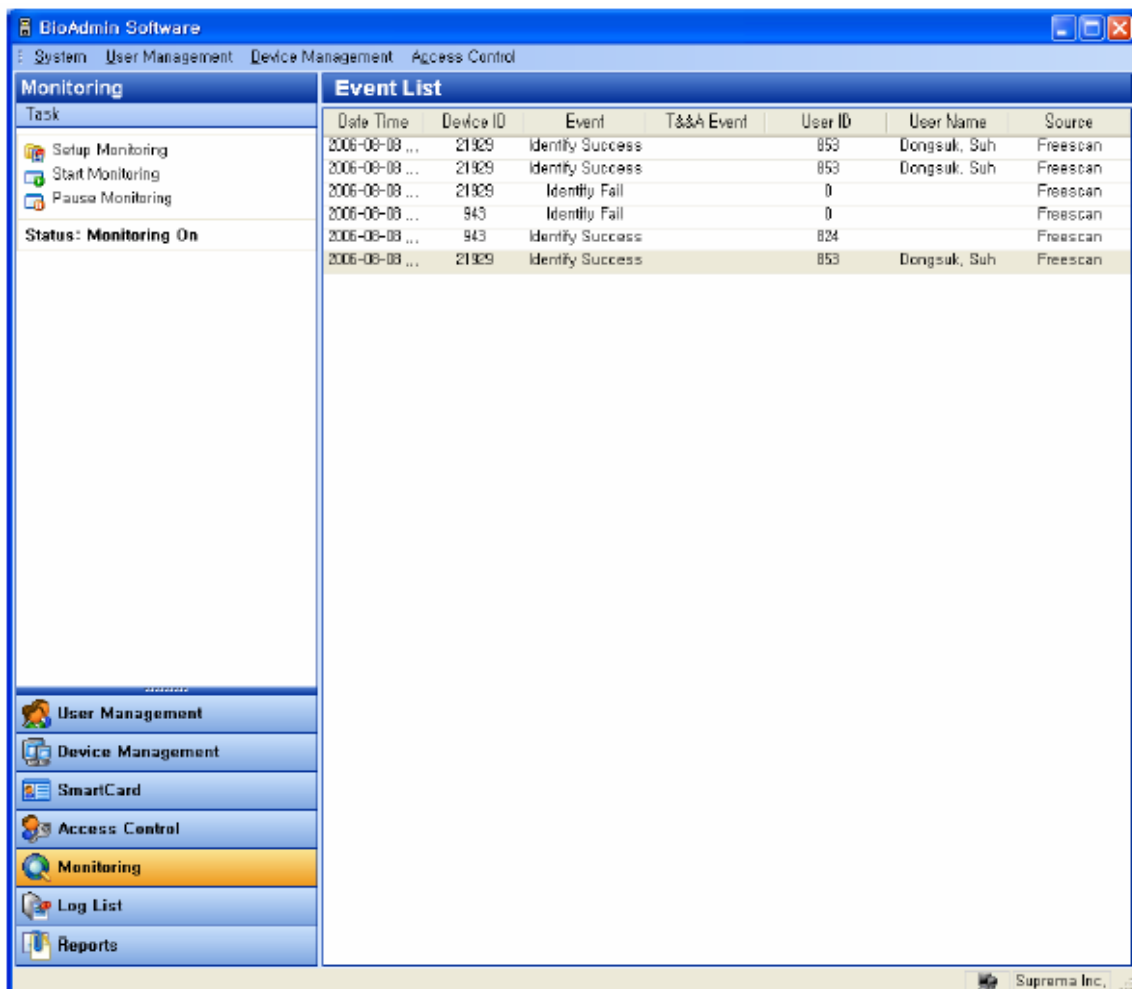 BioAdmin Software
System User Management Device Management Access Control
Monitoring
Task
Setup Monitoring
Start Monitoring
Pause Monitoring
Status: Monitoring On
User Management
Device Management
SmartCard
Access Control
Monitoring
Log List
Reports
Event List
Date Time Device ID Event T&&A Event User ID User Name Source
2006-08-08 ... 21929 Identify Success 853 Dongsuk, Suh Freescan
2006-08-08 ... 21929 Identify Success 853 Dongsuk, Suh Freescan
2006-08-08 ... 21929 Identify Fail 0 Freescan
2006-08-08 ... 943 Identify Fail 0 Freescan
2006-08-08 ... 943 Identify Success 824 Freescan
2006-08-08 ... 21929 Identify Success 853 Dongsuk, Suh Freescan
Suprema Inc,